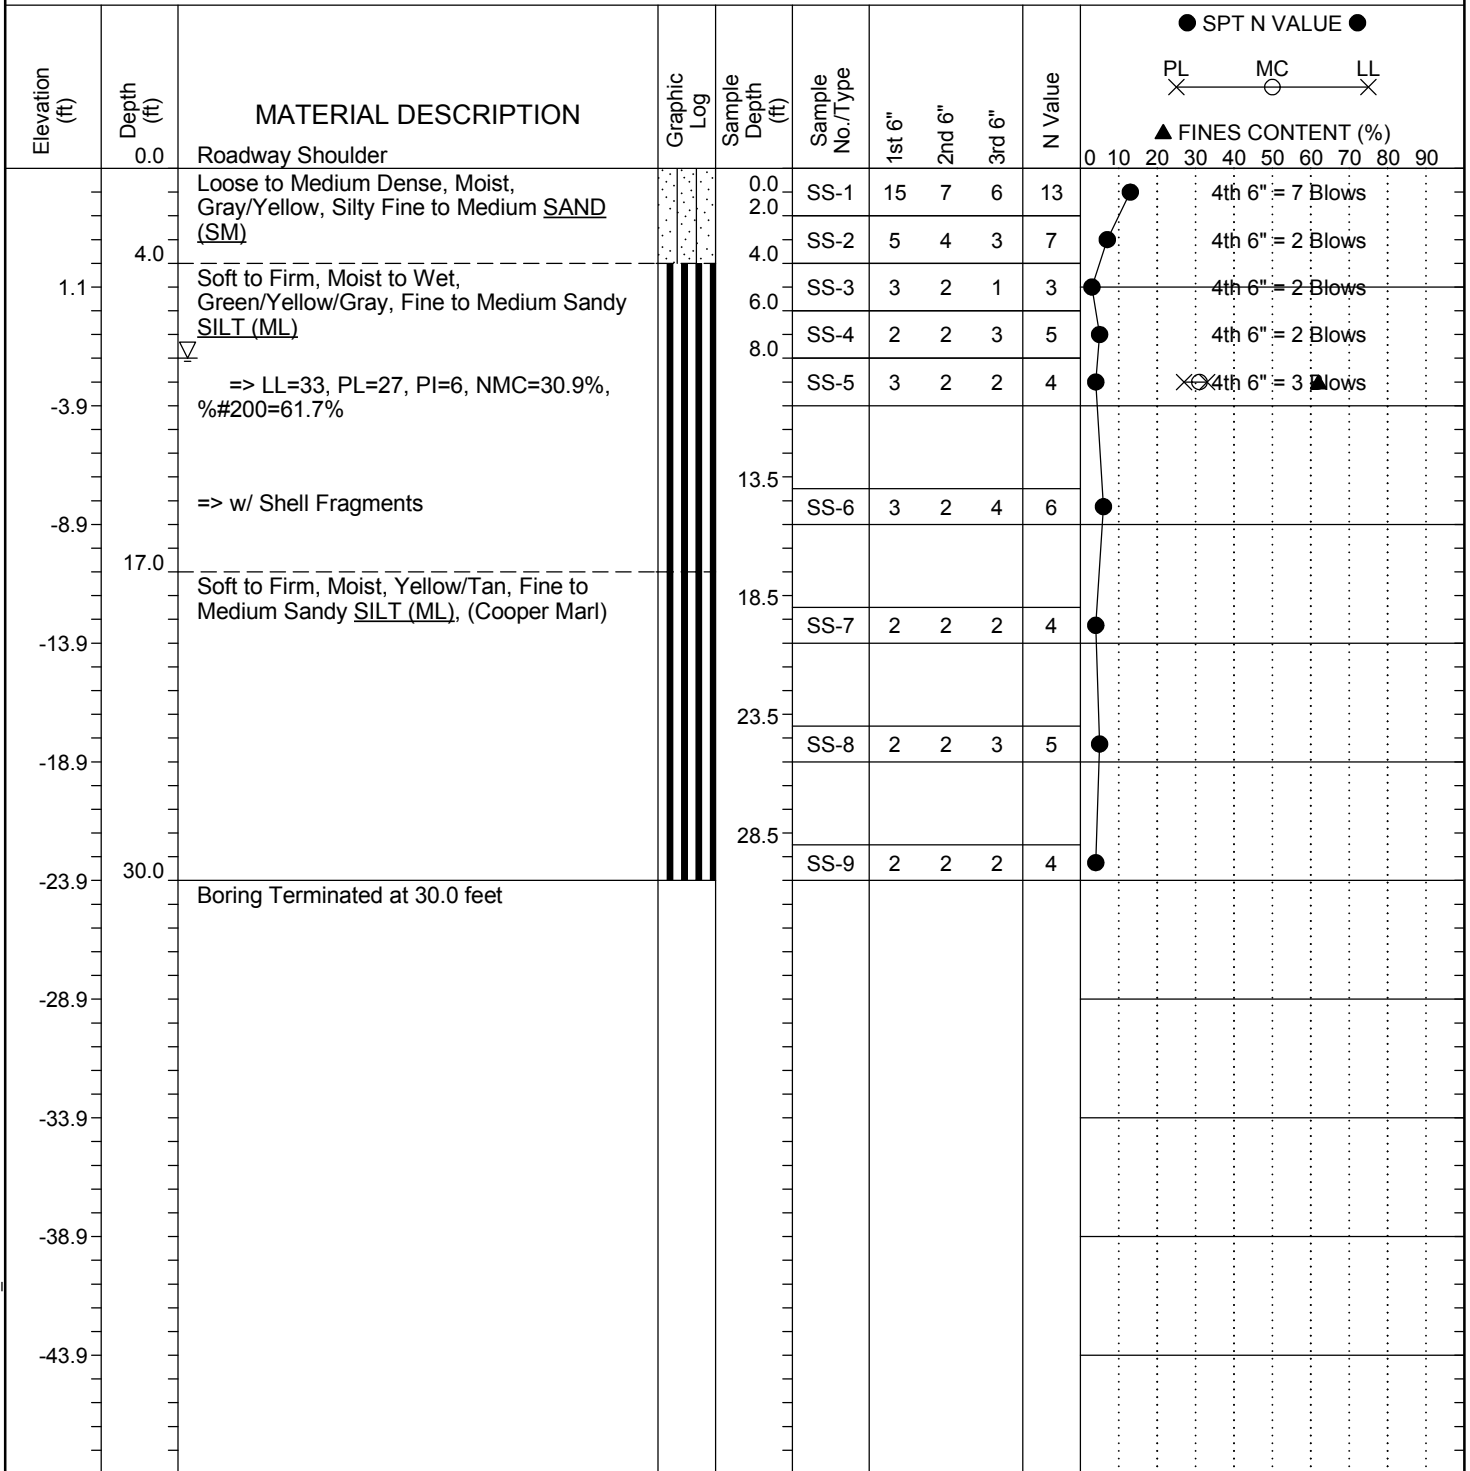 ● SPT N VALUE ●
PL MC LL
▲ FINES CONTENT (%)
Elevation (ft)
Depth (ft)
MATERIAL DESCRIPTION
Graphic Log
Sample Depth (ft)
Sample No./Type
1st 6"
2nd 6"
3rd 6"
N Value
0 10 20 30 40 50 60 70 80 90
0.0 Roadway Shoulder
Loose to Medium Dense, Moist,
Gray/Yellow, Silty Fine to Medium SAND
(SM)
0.0 SS-1 15 7 6 13 4th 6" = 7 Blows
2.0
SS-2 5 4 3 7 4th 6" = 2 Blows
4.0 4.0
Soft to Firm, Moist to Wet,
Green/Yellow/Gray, Fine to Medium Sandy
SILT (ML)
1.1 SS-3 3 2 1 3 4th 6" = 2 Blows
6.0
SS-4 2 2 3 5 4th 6" = 2 Blows
8.0
=> LL=33, PL=27, PI=6, NMC=30.9%,
%#200=61.7%
SS-5 3 2 2 4 4th 6" = 3 Blows
-3.9
13.5
=> w/ Shell Fragments
SS-6 3 2 4 6
-8.9
17.0
Soft to Firm, Moist, Yellow/Tan, Fine to
Medium Sandy SILT (ML), (Cooper Marl)
18.5
SS-7 2 2 2 4
-13.9
23.5
SS-8 2 2 3 5
-18.9
28.5
SS-9 2 2 2 4
30.0
-23.9
Boring Terminated at 30.0 feet
-28.9
-33.9
-38.9
-43.9